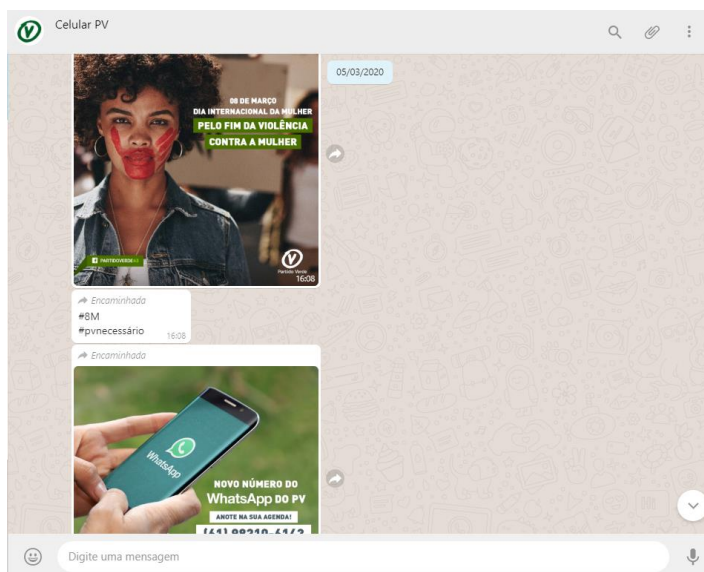 Celular PV
05/03/2020
08 DE MARÇO
DIA INTERNACIONAL DA MULHER
PELO FIM DA VIOLÊNCIA
CONTRA A MULHER
PARTIDOVERDE43
Partido Verde
16:08
Encaminhada
#8M
#pvnecessário
16:08
Encaminhada
WhatsApp
NOVO NÚMERO DO
WhatsApp DO PV
ANOTE NA SUA AGENDA!
Digite uma mensagem